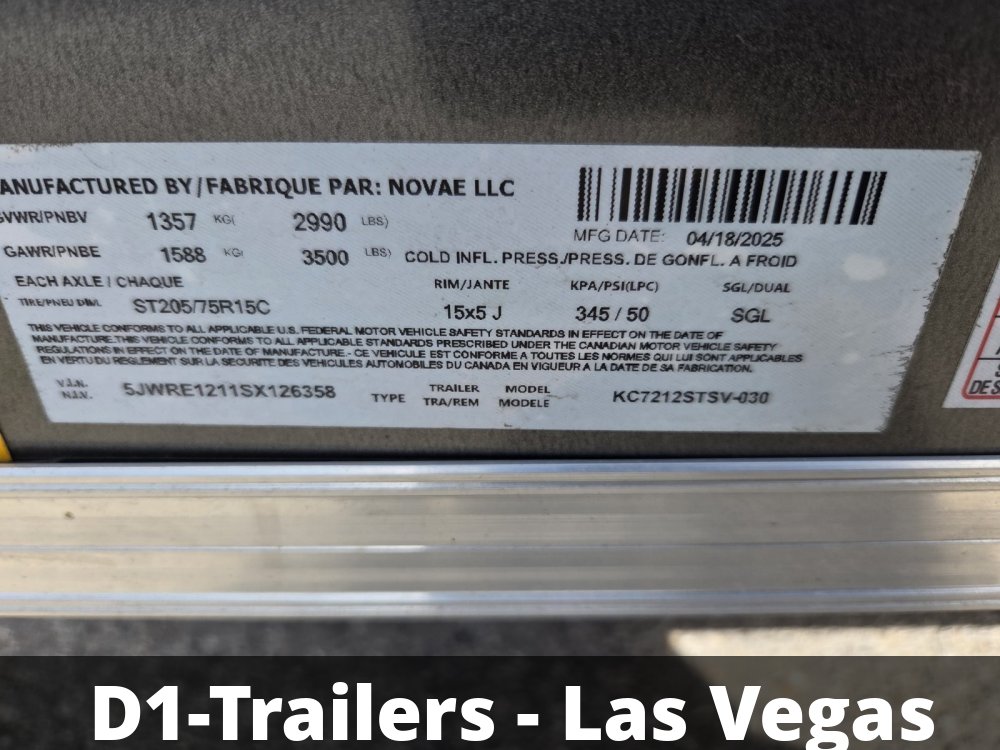 ANUFACTURED BY/FABRIQUE PAR: NOVAE LLC
GVWR/PNBV 1357 KG( 2990 LBS)
MFG DATE: 04/18/2025
GAWR/PNBE 1588 KG( 3500 LBS) COLD INFL. PRESS./PRESS. DE GONFL. A FROID
EACH AXLE / CHAQUE RIM/JANTE KPA/PSI(LPC) SGL/DUAL
TIRE/PNEU DIM. ST205/75R15C 15x5 J 345 / 50 SGL
THIS VEHICLE CONFORMS TO ALL APPLICABLE U.S. FEDERAL MOTOR VEHICLE SAFETY STANDARDS IN EFFECT ON THE DATE OF
MANUFACTURE.THIS VEHICLE CONFORMS TO ALL APPLICABLE STANDARDS PRESCRIBED UNDER THE CANADIAN MOTOR VEHICLE SAFETY
REGULATIONS IN EFFECT ON THE DATE OF MANUFACTURE.- CE VEHICULE EST CONFORME A TOUTES LES NORMES QUI LUI SONT APPLICABLES
EN VERTU DU REGLEMENT SUR LA SECURITE DES VEHICULES AUTOMOBILES DU CANADA EN VIGUEUR A LA DATE DE SA FABRICATION.
V.I.N. 5JWRE1211SX126358 TYPE TRAILER MODEL KC7212STSV-030
N.I.V. TRA/REM MODELE
D1-Trailers - Las Vegas